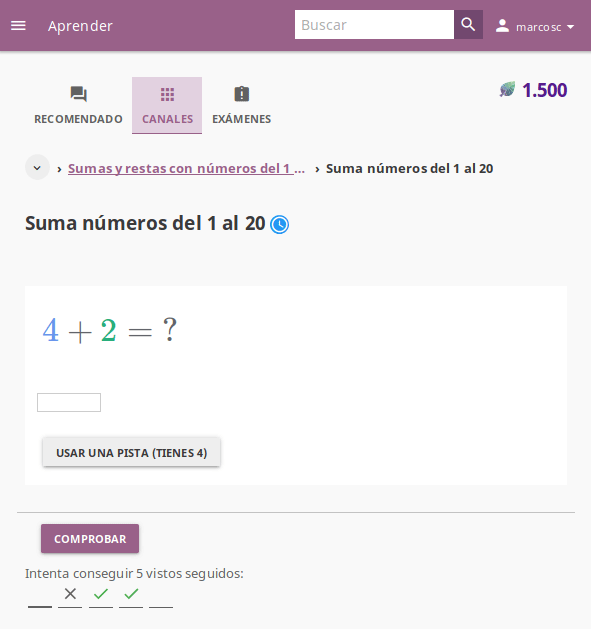 Aprender
Buscar
marcosc
RECOMENDADO
CANALES
EXÁMENES
1.500
› Sumas y restas con números del 1 ... › Suma números del 1 al 20
Suma números del 1 al 20
4 + 2 = ?
USAR UNA PISTA (TIENES 4)
COMPROBAR
Intenta conseguir 5 vistos seguidos: